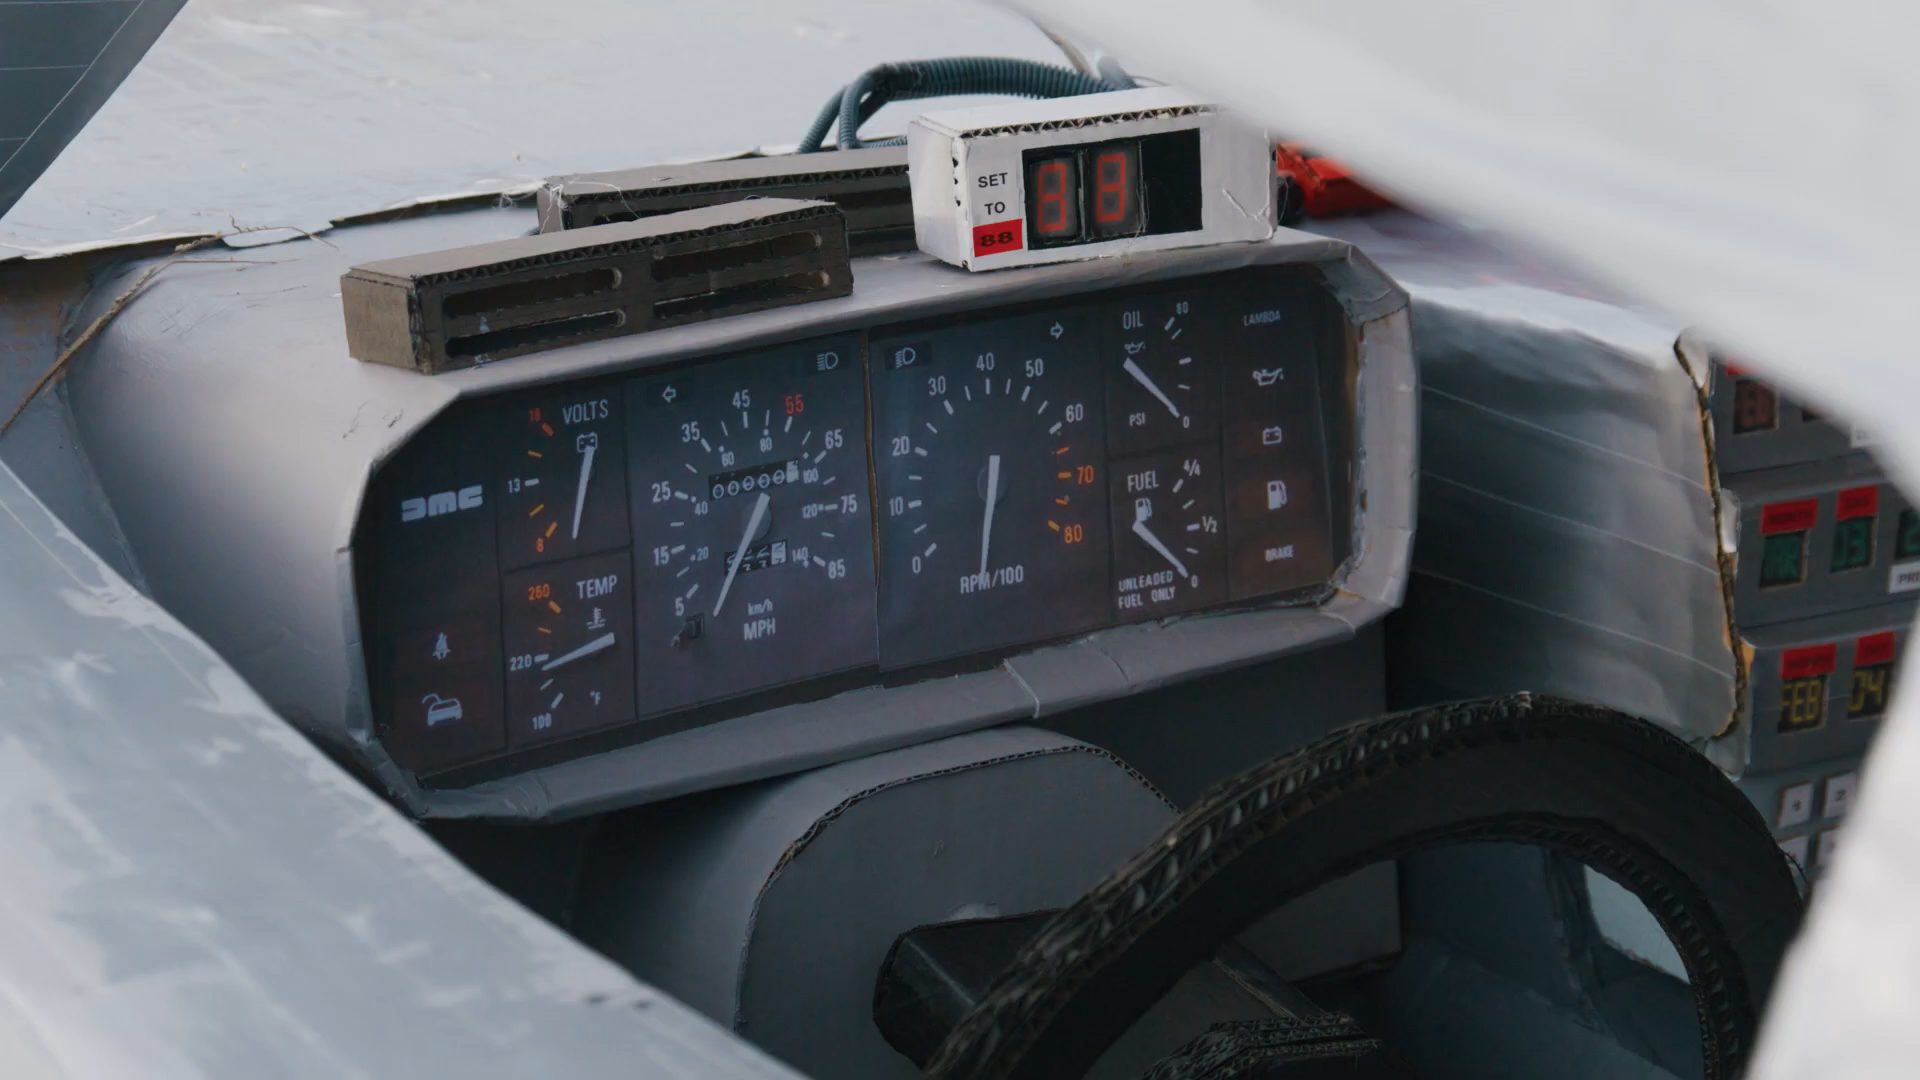 SET
TO
88
DMC
VOLTS
18
13
8
TEMP
260
220
100
°F
5
15
25
35
45
55
65
75
85
20
40
60
80
100
120
140
00000
km/h
MPH
0
10
20
30
40
50
60
70
80
RPM/100
OIL
80
PSI
0
FUEL
4/4
1/2
0
UNLEADED
FUEL ONLY
LAMBDA
BRAKE
FEB 04
1 2